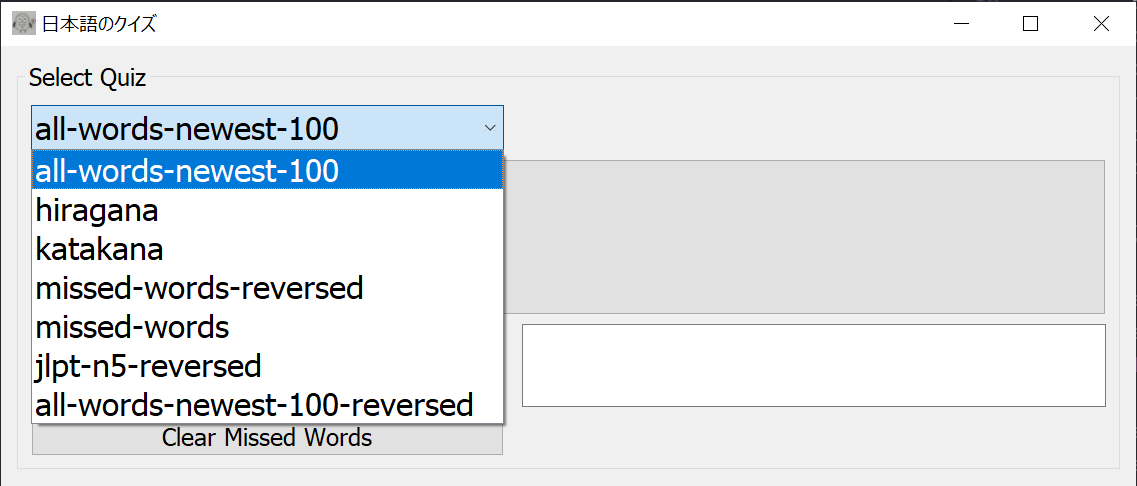 日本語のクイズ
Select Quiz
all-words-newest-100
all-words-newest-100
hiragana
katakana
missed-words-reversed
missed-words
jlpt-n5-reversed
all-words-newest-100-reversed
Clear Missed Words